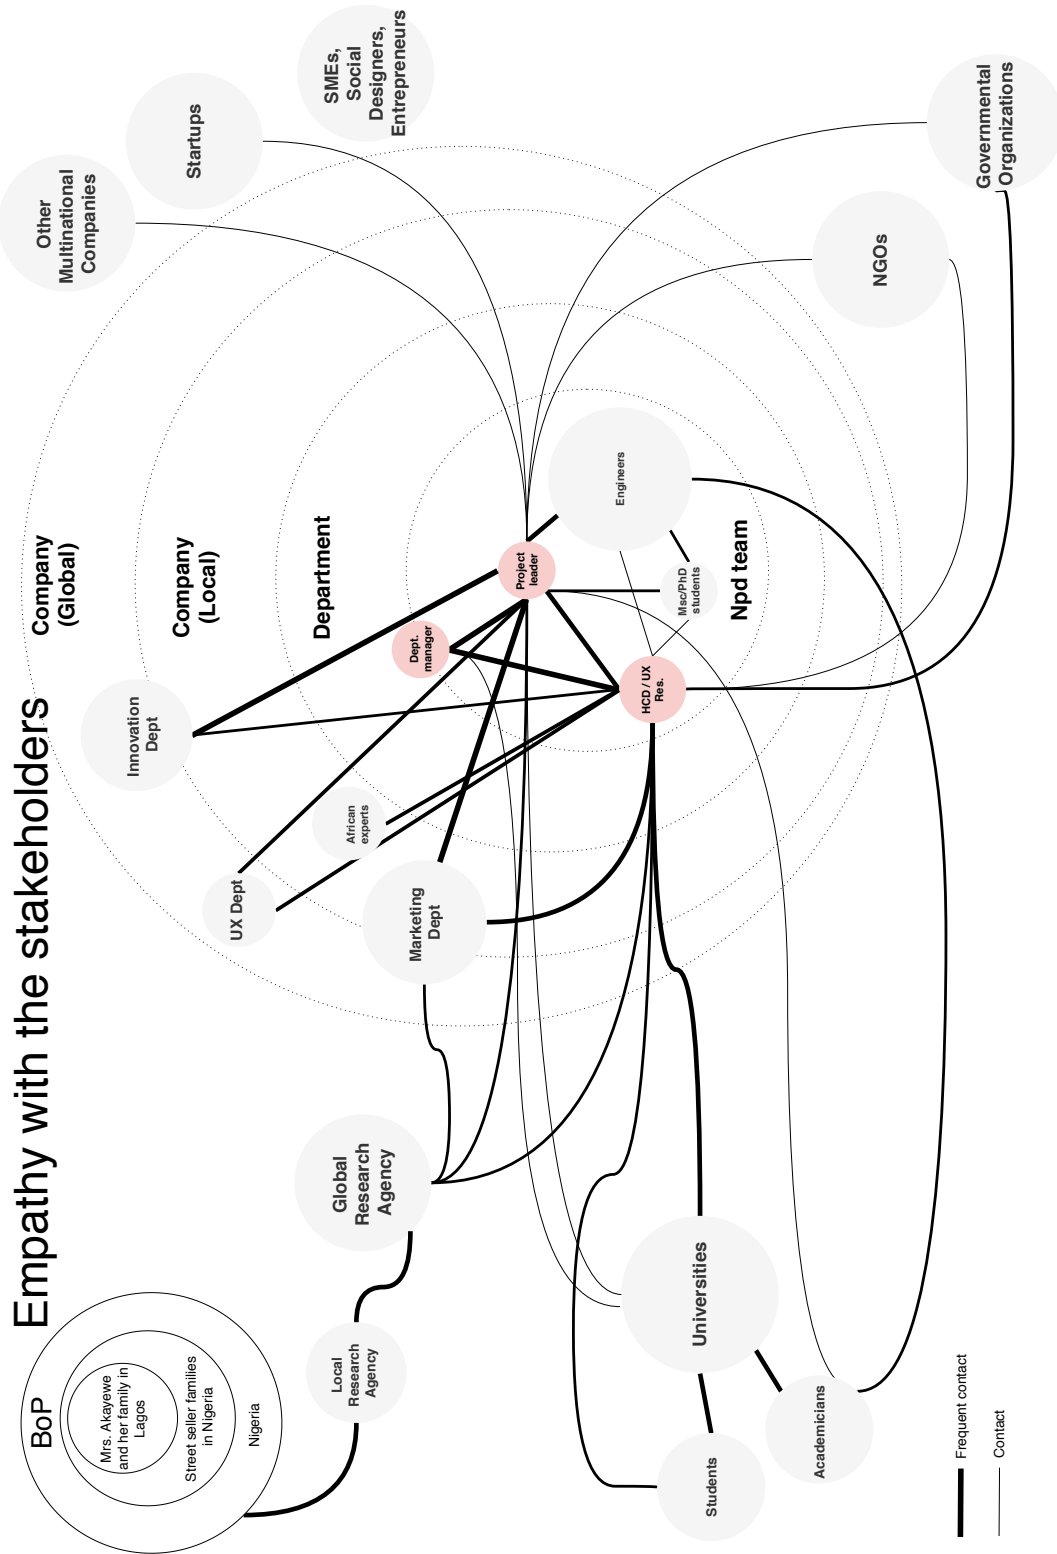 Empathy with the stakeholders
BoP
Mrs. Akayewe
and her family in
Lagos
Street seller families
in Nigeria
Nigeria
Company
(Global)
Company
(Local)
Department
Npd team
Other
Multinational
Companies
Startups
SMEs,
Social
Designers,
Entrepreneurs
Innovation
Dept
UX Dept
African
experts
Marketing
Dept
Dept.
manager
Project
leader
Engineers
Msc/PhD
students
HCD / UX
Res.
NGOs
Governmental
Organizations
Global
Research
Agency
Local
Research
Agency
Universities
Students
Academicians
Frequent contact
Contact